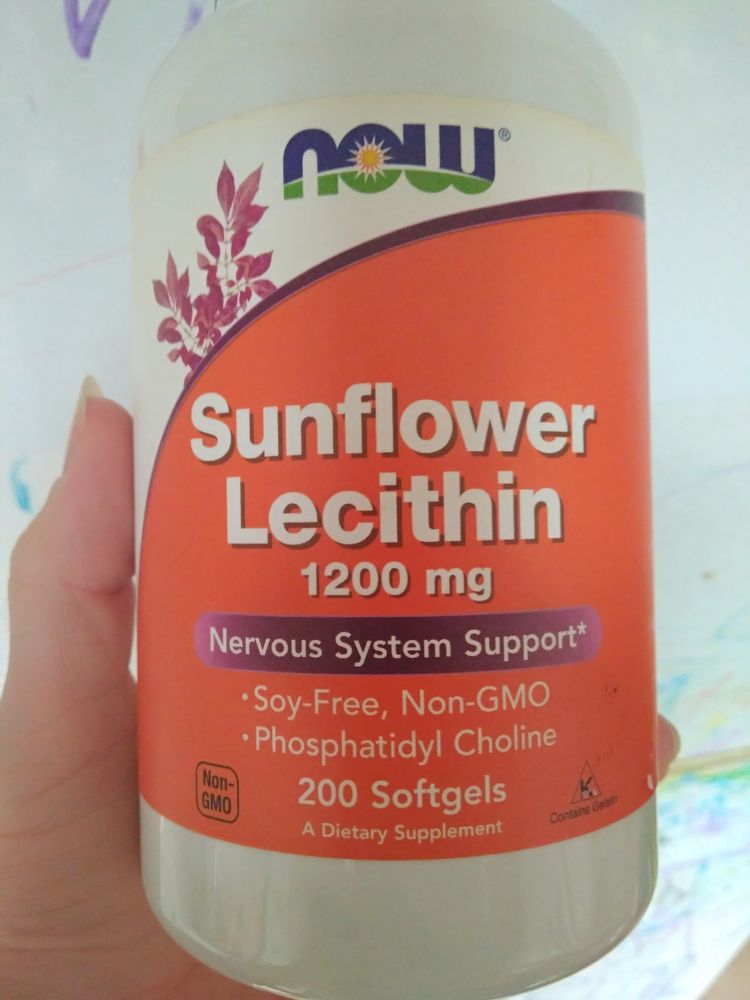 now®
Sunflower
Lecithin
1200 mg
Nervous System Support*
• Soy-Free, Non-GMO
• Phosphatidyl Choline
Non-
GMO
200 Softgels
A Dietary Supplement
K
Contains Gelatin